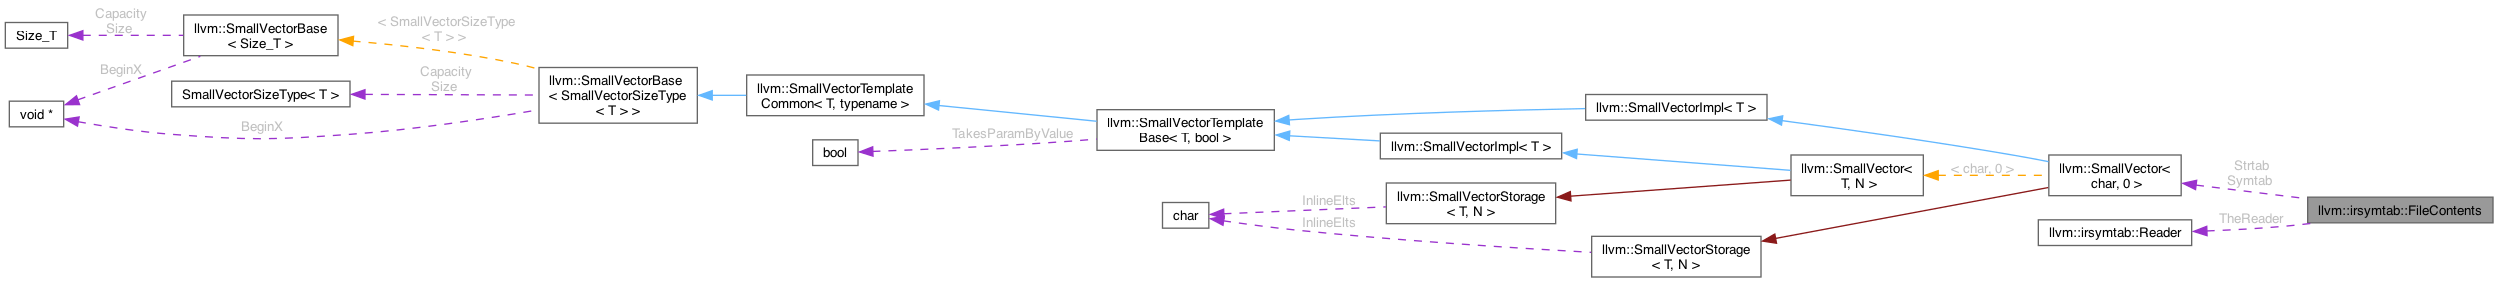 Size_T
Capacity
Size
llvm::SmallVectorBase
< Size_T >
< SmallVectorSizeType
< T > >
BeginX
SmallVectorSizeType< T >
void *
Capacity
Size
BeginX
llvm::SmallVectorBase
< SmallVectorSizeType
< T > >
llvm::SmallVectorTemplate
Common< T, typename >
bool
TakesParamByValue
llvm::SmallVectorTemplate
Base< T, bool >
llvm::SmallVectorImpl< T >
llvm::SmallVectorImpl< T >
char
InlineElts
InlineElts
llvm::SmallVectorStorage
< T, N >
llvm::SmallVectorStorage
< T, N >
llvm::SmallVector<
T, N >
< char, 0 >
llvm::SmallVector<
char, 0 >
Strtab
Symtab
llvm::irsymtab::Reader
TheReader
llvm::irsymtab::FileContents